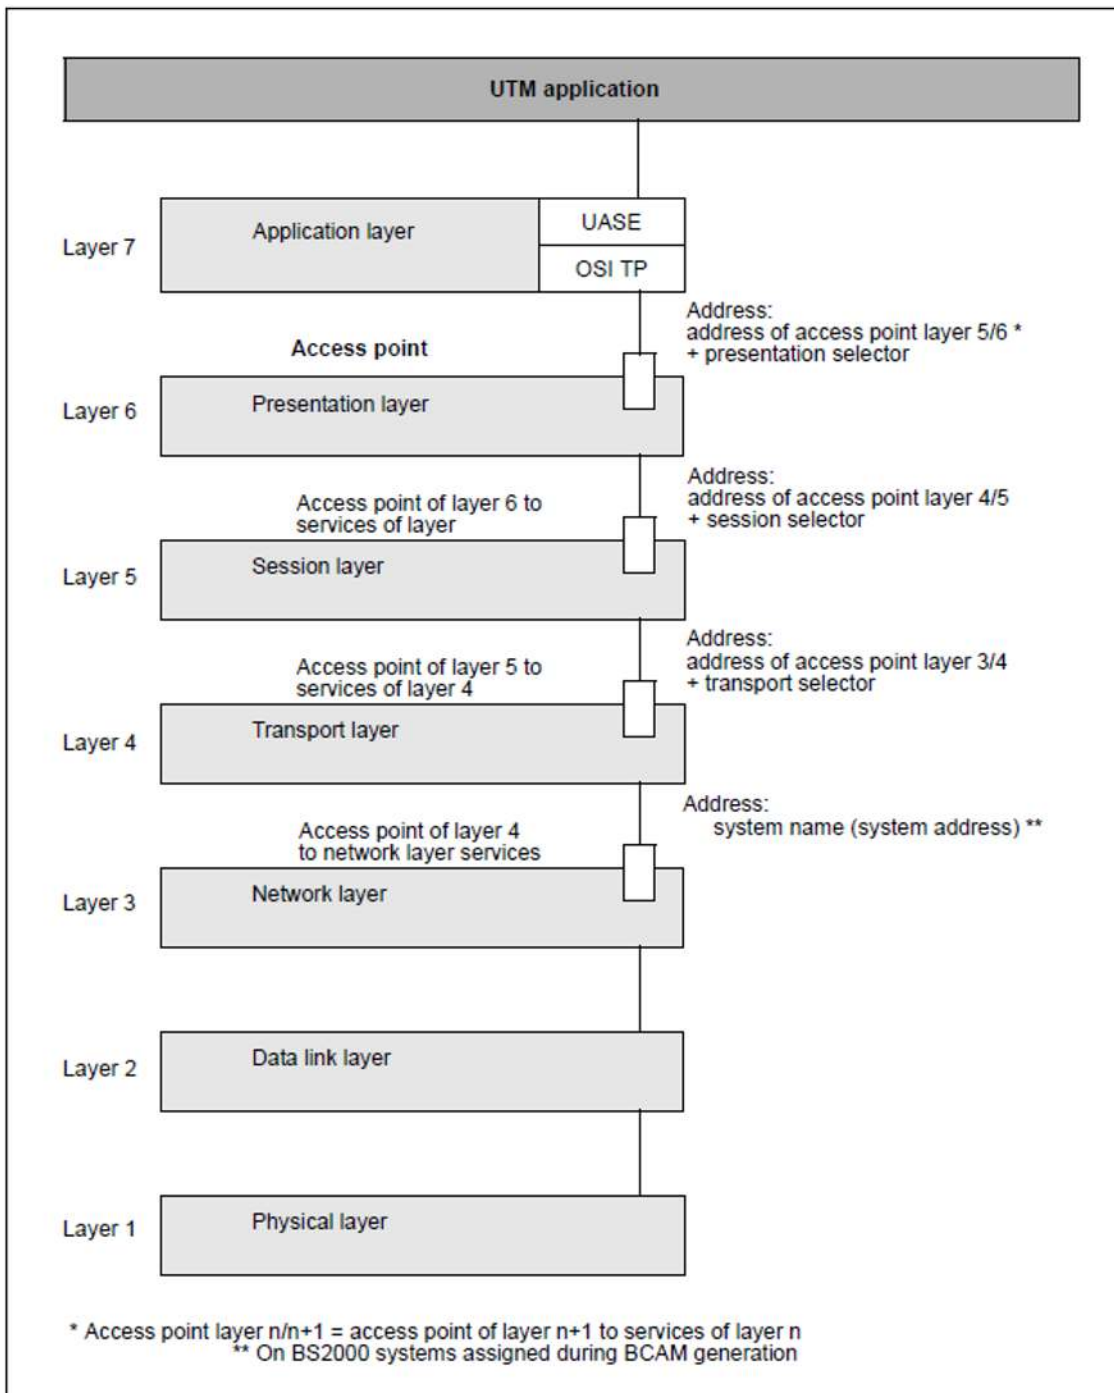 UTM application
Layer 7
Application layer
UASE
OSI TP
Address:
address of access point layer 5/6 *
+ presentation selector
Access point
Layer 6
Presentation layer
Address:
address of access point layer 4/5
+ session selector
Access point of layer 6 to
services of layer
Layer 5
Session layer
Address:
address of access point layer 3/4
+ transport selector
Access point of layer 5 to
services of layer 4
Layer 4
Transport layer
Address:
system name (system address) **
Access point of layer 4
to network layer services
Layer 3
Network layer
Layer 2
Data link layer
Layer 1
Physical layer
* Access point layer n/n+1 = access point of layer n+1 to services of layer n
** On BS2000 systems assigned during BCAM generation